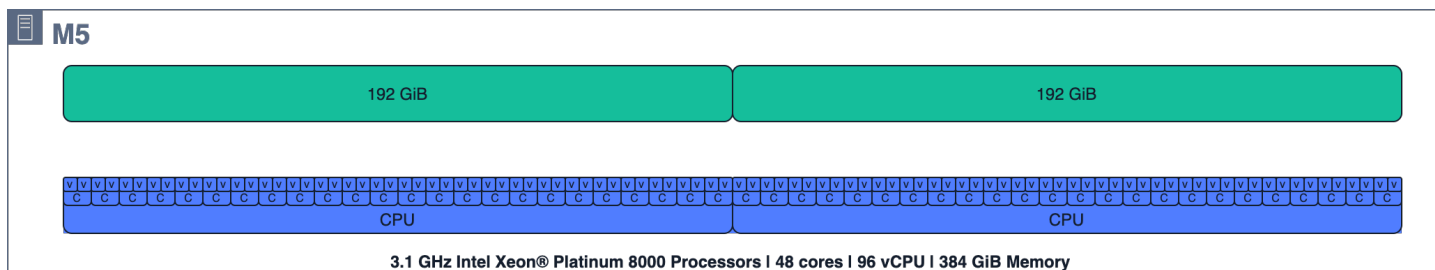 M5
192 GiB 192 GiB
v v v v v v v v v v v v v v v v v v v v v v v v v v v v v v v v v v v v v v v v v v v v v v v v v v v v v v v v v v v v v v v v v v v v v v v v v v v v v v v v v v v v v v v v v v v v v v v v
C C C C C C C C C C C C C C C C C C C C C C C C C C C C C C C C C C C C C C C C C C C C C C C C
CPU CPU
3.1 GHz Intel Xeon® Platinum 8000 Processors | 48 cores | 96 vCPU | 384 GiB Memory